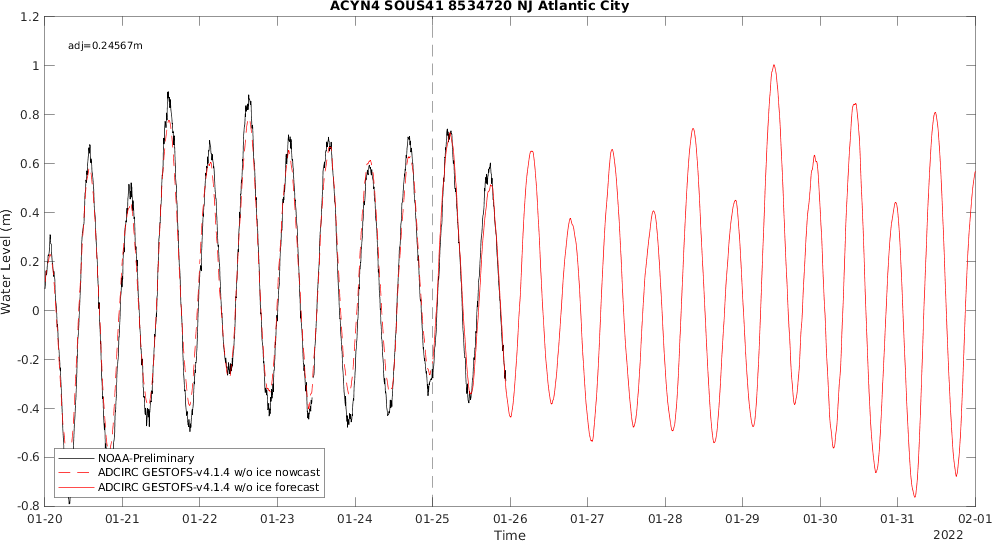 ACYN4 SOUS41 8534720 NJ Atlantic City
adj=0.24567m
1.2
1
0.8
0.6
0.4
0.2
0
-0.2
-0.4
-0.6
-0.8
Water Level (m)
NOAA-Preliminary
ADCIRC GESTOFS-v4.1.4 w/o ice nowcast
ADCIRC GESTOFS-v4.1.4 w/o ice forecast
01-20 01-21 01-22 01-23 01-24 01-25 01-26 01-27 01-28 01-29 01-30 01-31 02-01
Time
2022